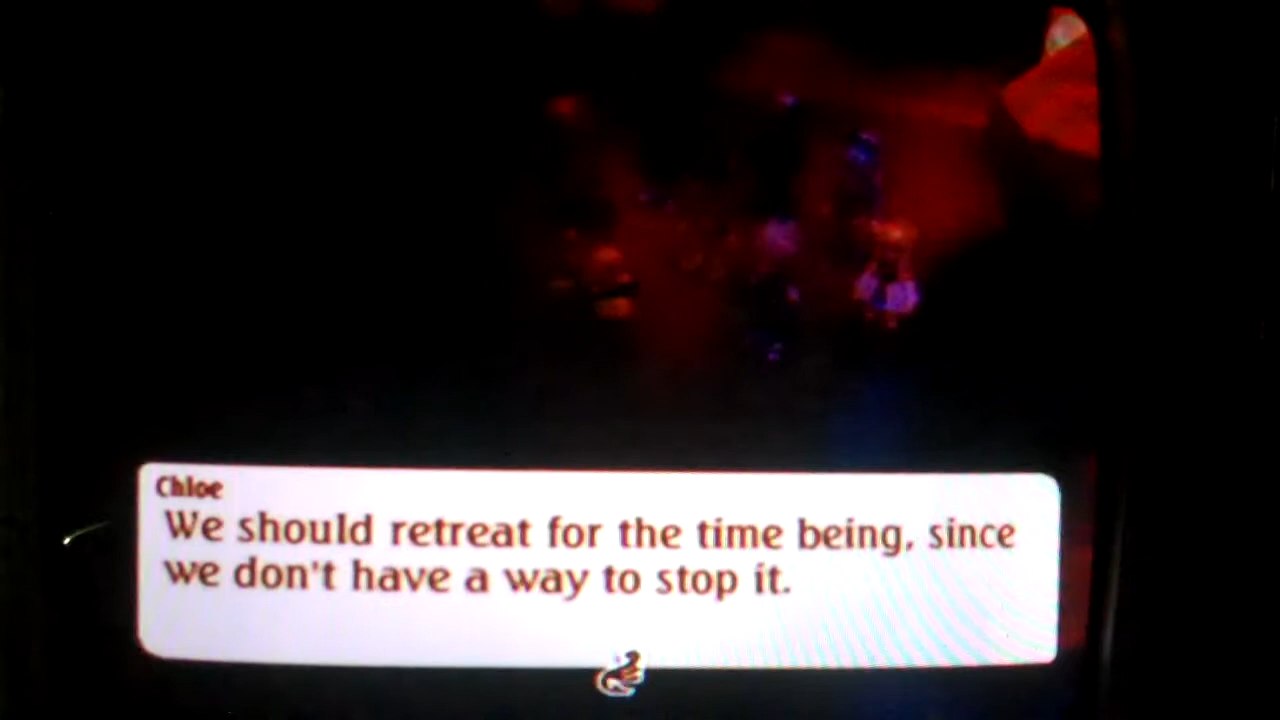 Chloe
We should retreat for the time being, since
we don't have a way to stop it.